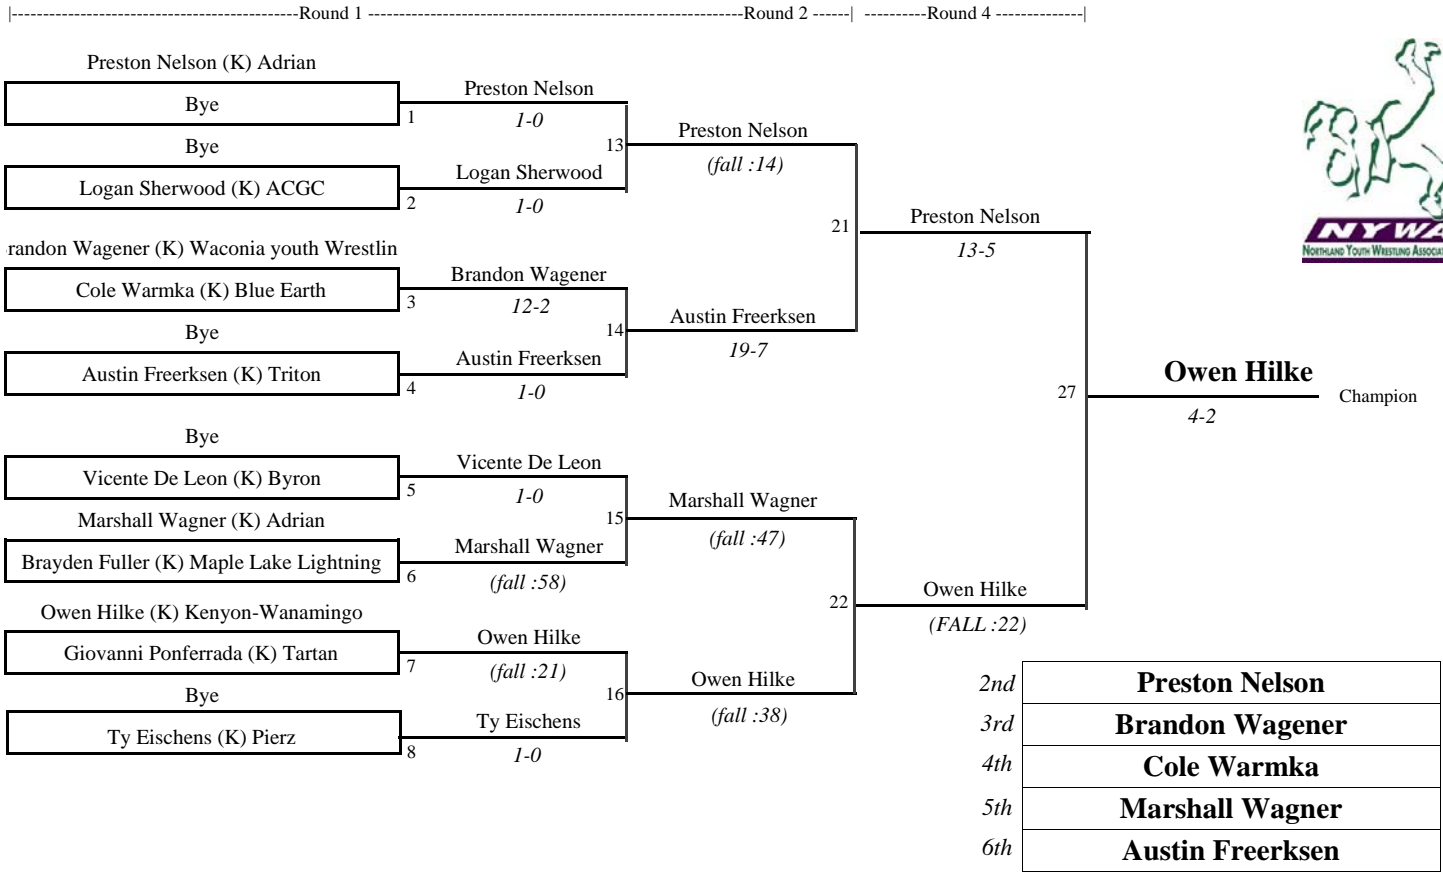 |----------------------------------------------Round 1 ------------------------------------------------------------Round 2 ------| ----------Round 4 --------------|
Preston Nelson (K) Adrian
Bye
1
Preston Nelson
1-0
Bye
Logan Sherwood (K) ACGC
2
Logan Sherwood
1-0
13
Preston Nelson
(fall :14)
randon Wagener (K) Waconia youth Wrestlin
Cole Warmka (K) Blue Earth
3
Brandon Wagener
12-2
Bye
Austin Freerksen (K) Triton
4
Austin Freerksen
1-0
14
Austin Freerksen
19-7
21
Preston Nelson
13-5
Bye
Vicente De Leon (K) Byron
5
Vicente De Leon
1-0
Marshall Wagner (K) Adrian
Brayden Fuller (K) Maple Lake Lightning
6
Marshall Wagner
(fall :58)
15
Marshall Wagner
(fall :47)
Owen Hilke (K) Kenyon-Wanamingo
Giovanni Ponferrada (K) Tartan
7
Owen Hilke
(fall :21)
Bye
Ty Eischens (K) Pierz
8
Ty Eischens
1-0
16
Owen Hilke
(fall :38)
22
Owen Hilke
(FALL :22)
27
Owen Hilke
4-2
Champion
NYWA
NORTHLAND YOUTH WRESTLING ASSOCIAT
2nd Preston Nelson
3rd Brandon Wagener
4th Cole Warmka
5th Marshall Wagner
6th Austin Freerksen